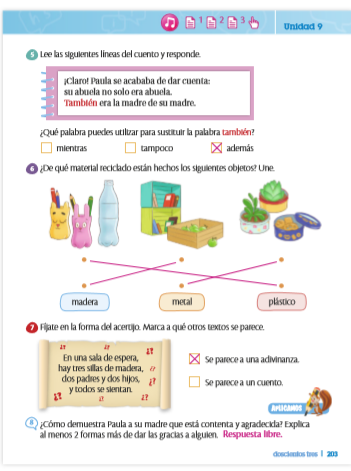 1 2 3
Unidad 9
5 Lee las siguientes líneas del cuento y responde.
¡Claro! Paula se acababa de dar cuenta:
su abuela no solo era abuela.
También era la madre de su madre.
¿Qué palabra puedes utilizar para sustituir la palabra también?
mientras tampoco además
6 ¿De qué material reciclado están hechos los siguientes objetos? Une.
madera metal plástico
7 Fíjate en la forma del acertijo. Marca a qué otros textos se parece.
En una sala de espera,
hay tres sillas de madera,
dos padres y dos hijos,
y todos se sientan.
Se parece a una adivinanza.
Se parece a un cuento.
APLICAMOS
8 ¿Cómo demuestra Paula a su madre que está contenta y agradecida? Explica
al menos 2 formas más de dar las gracias a alguien. Respuesta libre.
doscientos tres 203